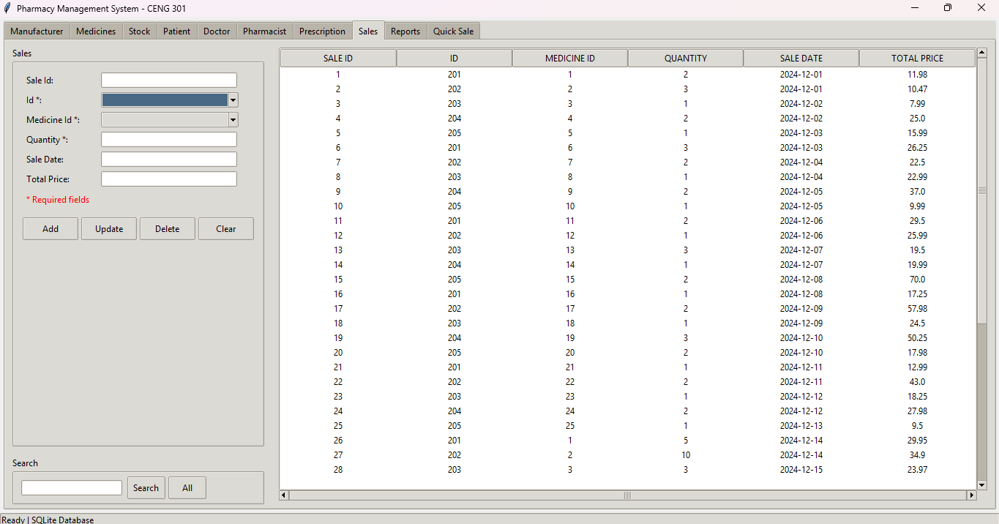 Pharmacy Management System - CENG 301
Manufacturer Medicines Stock Patient Doctor Pharmacist Prescription Sales Reports Quick Sale
Sales
Sale Id:
Id *:
Medicine Id *:
Quantity *:
Sale Date:
Total Price:
* Required fields
Add Update Delete Clear
Search
Search All
SALE ID ID MEDICINE ID QUANTITY SALE DATE TOTAL PRICE
1 201 1 2 2024-12-01 11.98
2 202 2 3 2024-12-01 10.47
3 203 3 1 2024-12-02 7.99
4 204 4 2 2024-12-02 25.0
5 205 5 1 2024-12-03 15.99
6 201 6 3 2024-12-03 26.25
7 202 7 2 2024-12-04 22.5
8 203 8 1 2024-12-04 22.99
9 204 9 2 2024-12-05 37.0
10 205 10 1 2024-12-05 9.99
11 201 11 2 2024-12-06 29.5
12 202 12 1 2024-12-06 25.99
13 203 13 3 2024-12-07 19.5
14 204 14 1 2024-12-07 19.99
15 205 15 2 2024-12-08 70.0
16 201 16 1 2024-12-08 17.25
17 202 17 2 2024-12-09 57.98
18 203 18 1 2024-12-09 24.5
19 204 19 3 2024-12-10 50.25
20 205 20 2 2024-12-10 17.98
21 201 21 1 2024-12-11 12.99
22 202 22 2 2024-12-11 43.0
23 203 23 1 2024-12-12 18.25
24 204 24 2 2024-12-12 27.98
25 205 25 1 2024-12-13 9.5
26 201 1 5 2024-12-14 29.95
27 202 2 10 2024-12-14 34.9
28 203 3 3 2024-12-15 23.97
Ready | SQLite Database